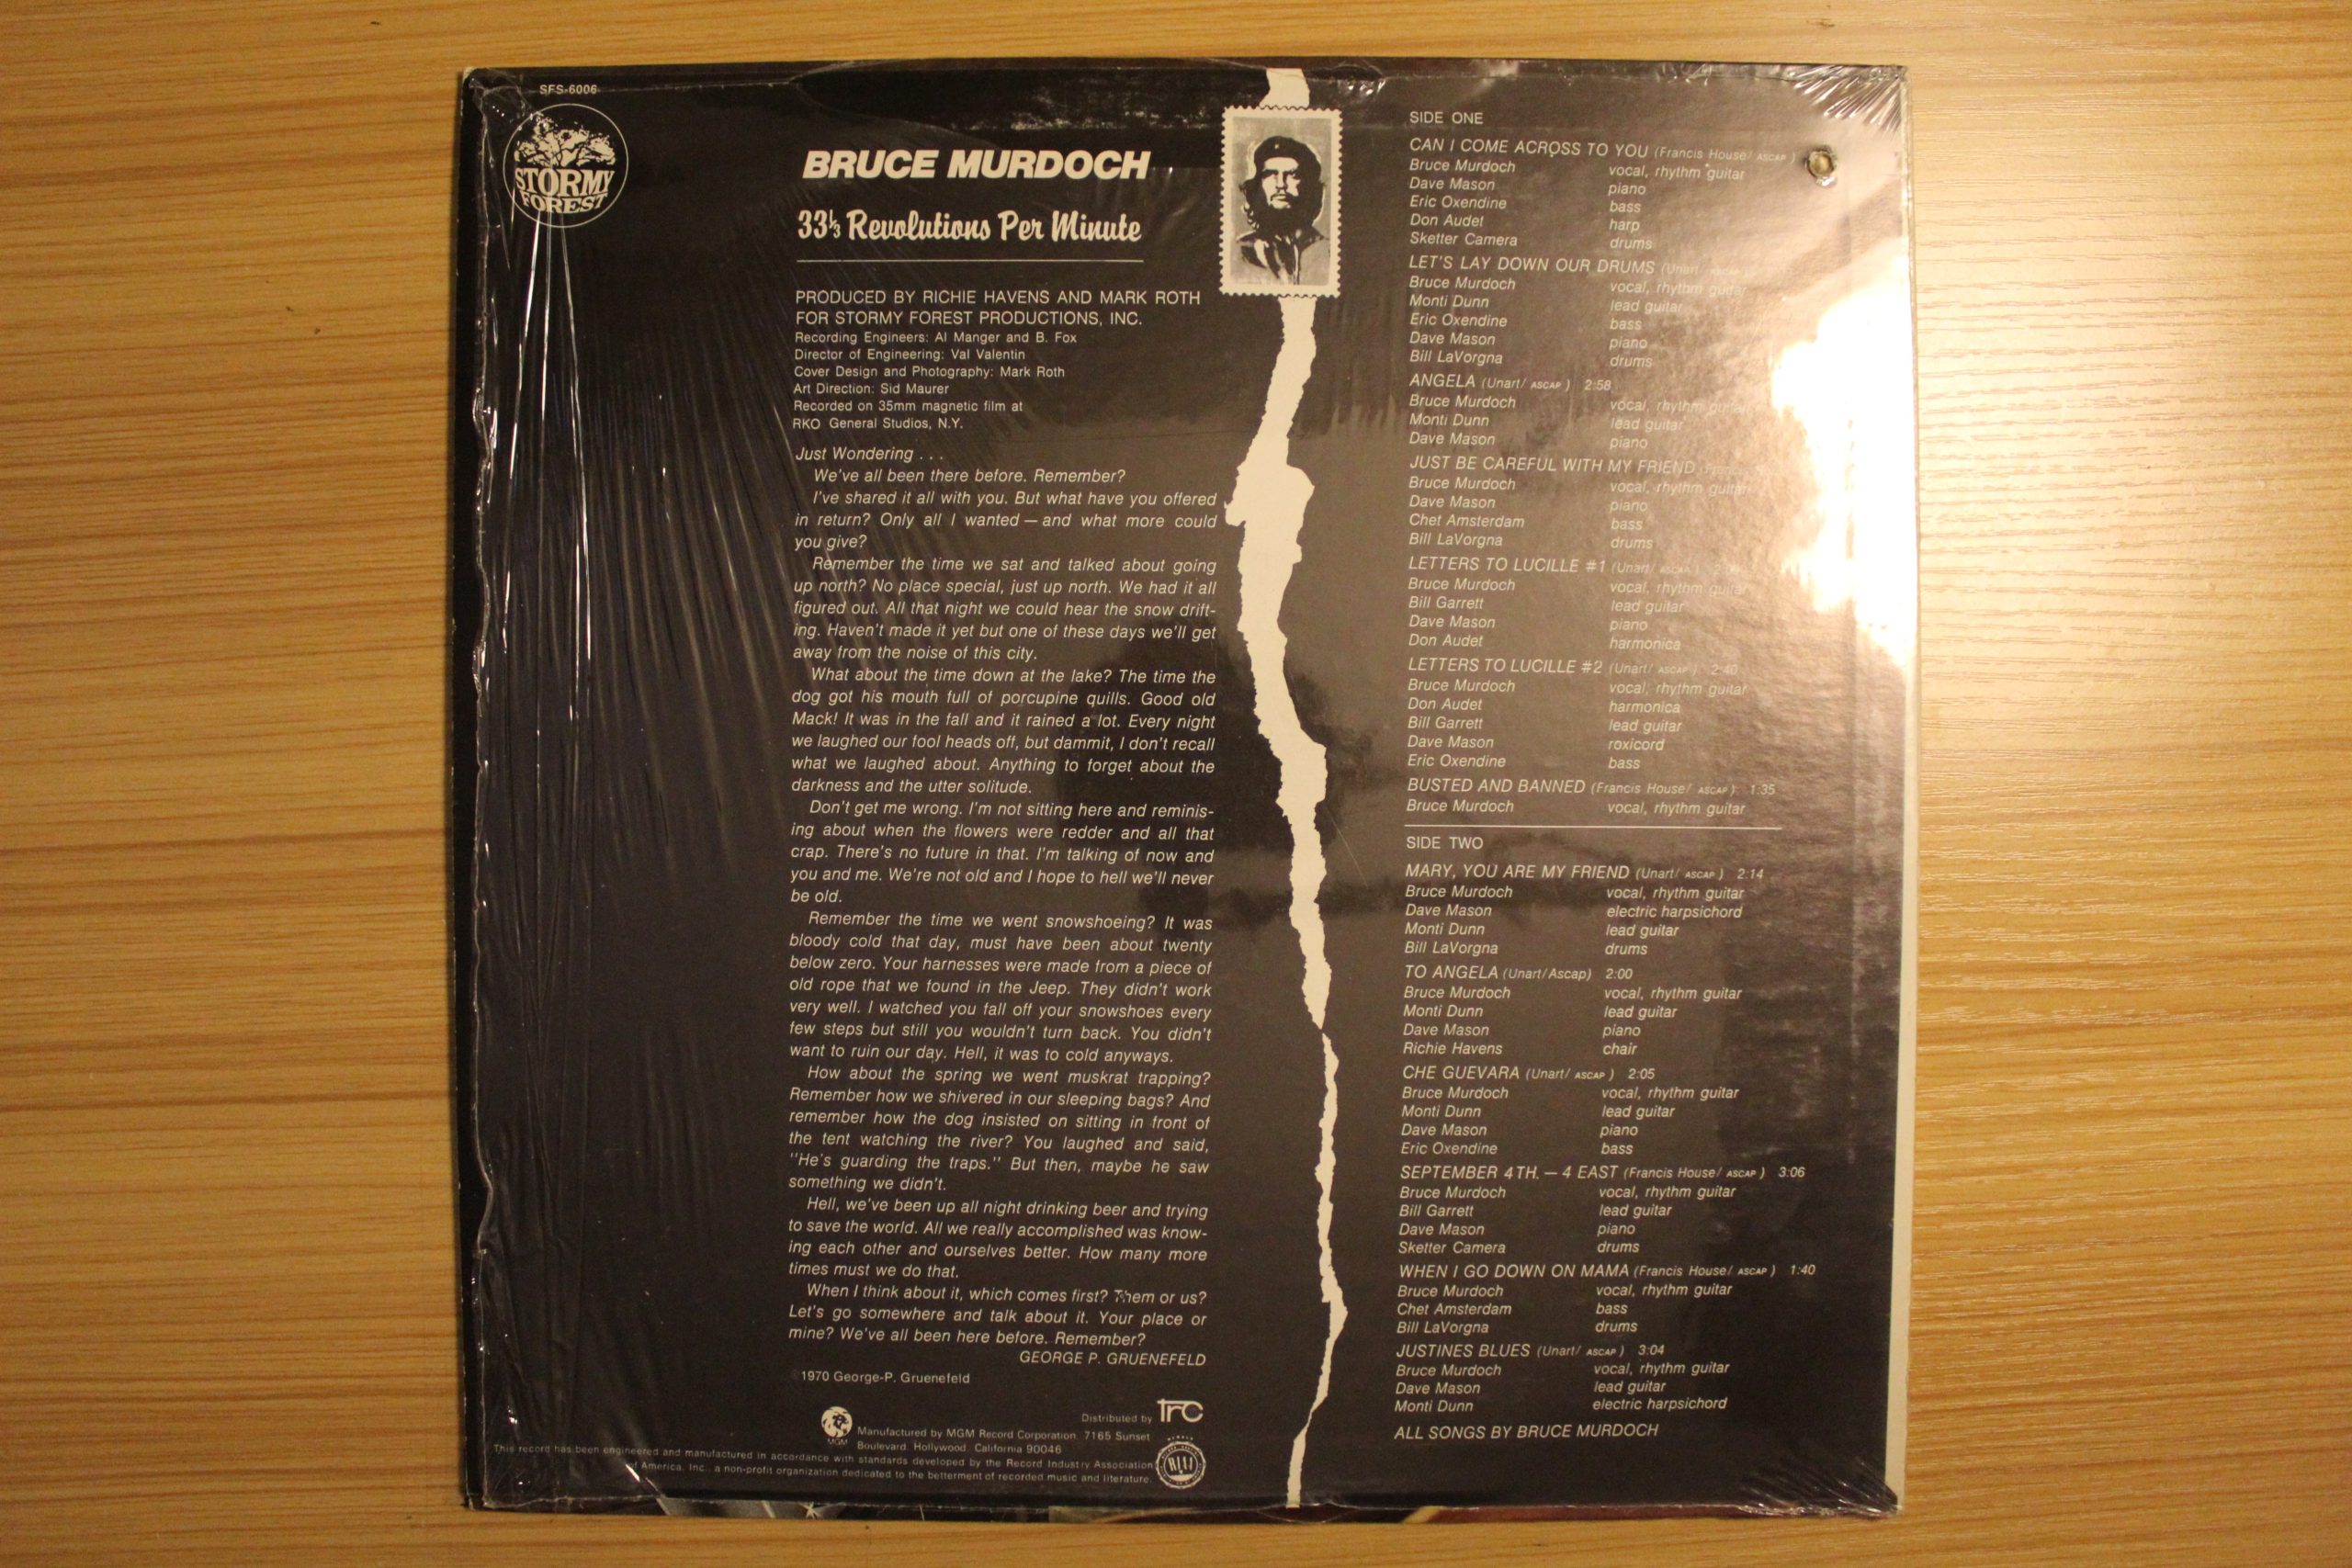 SFS-6006
STORMY
FOREST
BRUCE MURDOCH
33⅓ Revolutions Per Minute
PRODUCED BY RICHIE HAVENS AND MARK ROTH
FOR STORMY FOREST PRODUCTIONS, INC.
Recording Engineers: Al Manger and B. Fox
Director of Engineering: Val Valentin
Cover Design and Photography: Mark Roth
Art Direction: Sid Maurer
Recorded on 35mm magnetic film at
RKO General Studios, N.Y.
Just Wondering . . .
We've all been there before. Remember?
I've shared it all with you. But what have you offered
in return? Only all I wanted — and what more could
you give?
Remember the time we sat and talked about going
up north? No place special, just up north. We had it all
figured out. All that night we could hear the snow drift-
ing. Haven't made it yet but one of these days we'll get
away from the noise of this city.
What about the time down at the lake? The time the
dog got his mouth full of porcupine quills. Good old
Mack! It was in the fall and it rained a lot. Every night
we laughed our fool heads off, but dammit, I don't recall
what we laughed about. Anything to forget about the
darkness and the utter solitude.
Don't get me wrong. I'm not sitting here and reminis-
ing about when the flowers were redder and all that
crap. There's no future in that. I'm talking of now and
you and me. We're not old and I hope to hell we'll never
be old.
Remember the time we went snowshoeing? It was
bloody cold that day, must have been about twenty
below zero. Your harnesses were made from a piece of
old rope that we found in the Jeep. They didn't work
very well. I watched you fall off your snowshoes every
few steps but still you wouldn't turn back. You didn't
want to ruin our day. Hell, it was to cold anyways.
How about the spring we went muskrat trapping?
Remember how we shivered in our sleeping bags? And
remember how the dog insisted on sitting in front of
the tent watching the river? You laughed and said,
"He's guarding the traps." But then, maybe he saw
something we didn't.
Hell, we've been up all night drinking beer and trying
to save the world. All we really accomplished was know-
ing each other and ourselves better. How many more
times must we do that.
When I think about it, which comes first? Them or us?
Let's go somewhere and talk about it. Your place or
mine? We've all been here before. Remember?
GEORGE P. GRUENEFELD
1970 George-P. Gruenefeld
Distributed by TRC
MGM
Manufactured by MGM Record Corporation 7165 Sunset
Boulevard Hollywood California 90046
This record has been engineered and manufactured in accordance with standards developed by the Record Industry Association
of America, Inc., a non-profit organization dedicated to the betterment of recorded music and literature.
SIDE ONE
CAN I COME ACROSS TO YOU (Francis House/ ASCAP )
Bruce Murdoch vocal, rhythm guitar
Dave Mason piano
Eric Oxendine bass
Don Audet harp
Sketter Camera drums
LET'S LAY DOWN OUR DRUMS (Unart/
Bruce Murdoch vocal, rhythm guitar
Monti Dunn lead guitar
Eric Oxendine bass
Dave Mason piano
Bill LaVorgna drums
ANGELA (Unart/ ASCAP ) 2:58
Bruce Murdoch vocal, rhythm guitar
Monti Dunn lead guitar
Dave Mason piano
JUST BE CAREFUL WITH MY FRIEND
Bruce Murdoch vocal, rhythm guitar
Dave Mason piano
Chet Amsterdam bass
Bill LaVorgna drums
LETTERS TO LUCILLE #1 (Unart/ ASCAP )
Bruce Murdoch vocal, rhythm guitar
Bill Garrett lead guitar
Dave Mason piano
Don Audet harmonica
LETTERS TO LUCILLE #2 (Unart/ ASCAP ) 2:40
Bruce Murdoch vocal, rhythm guitar
Don Audet harmonica
Bill Garrett lead guitar
Dave Mason roxicord
Eric Oxendine bass
BUSTED AND BANNED (Francis House/ ASCAP ) 1:35
Bruce Murdoch vocal, rhythm guitar
SIDE TWO
MARY, YOU ARE MY FRIEND (Unart/ ASCAP ) 2:14
Bruce Murdoch vocal, rhythm guitar
Dave Mason electric harpsichord
Monti Dunn lead guitar
Bill LaVorgna drums
TO ANGELA (Unart/Ascap) 2:00
Bruce Murdoch vocal, rhythm guitar
Monti Dunn lead guitar
Dave Mason piano
Richie Havens chair
CHE GUEVARA (Unart/ ASCAP ) 2:05
Bruce Murdoch vocal, rhythm guitar
Monti Dunn lead guitar
Dave Mason piano
Eric Oxendine bass
SEPTEMBER 4TH. — 4 EAST (Francis House/ ASCAP ) 3:06
Bruce Murdoch vocal, rhythm guitar
Bill Garrett lead guitar
Dave Mason piano
Sketter Camera drums
WHEN I GO DOWN ON MAMA (Francis House/ ASCAP ) 1:40
Bruce Murdoch vocal, rhythm guitar
Chet Amsterdam bass
Bill LaVorgna drums
JUSTINES BLUES (Unart/ ASCAP ) 3:04
Bruce Murdoch vocal, rhythm guitar
Dave Mason lead guitar
Monti Dunn electric harpsichord
ALL SONGS BY BRUCE MURDOCH